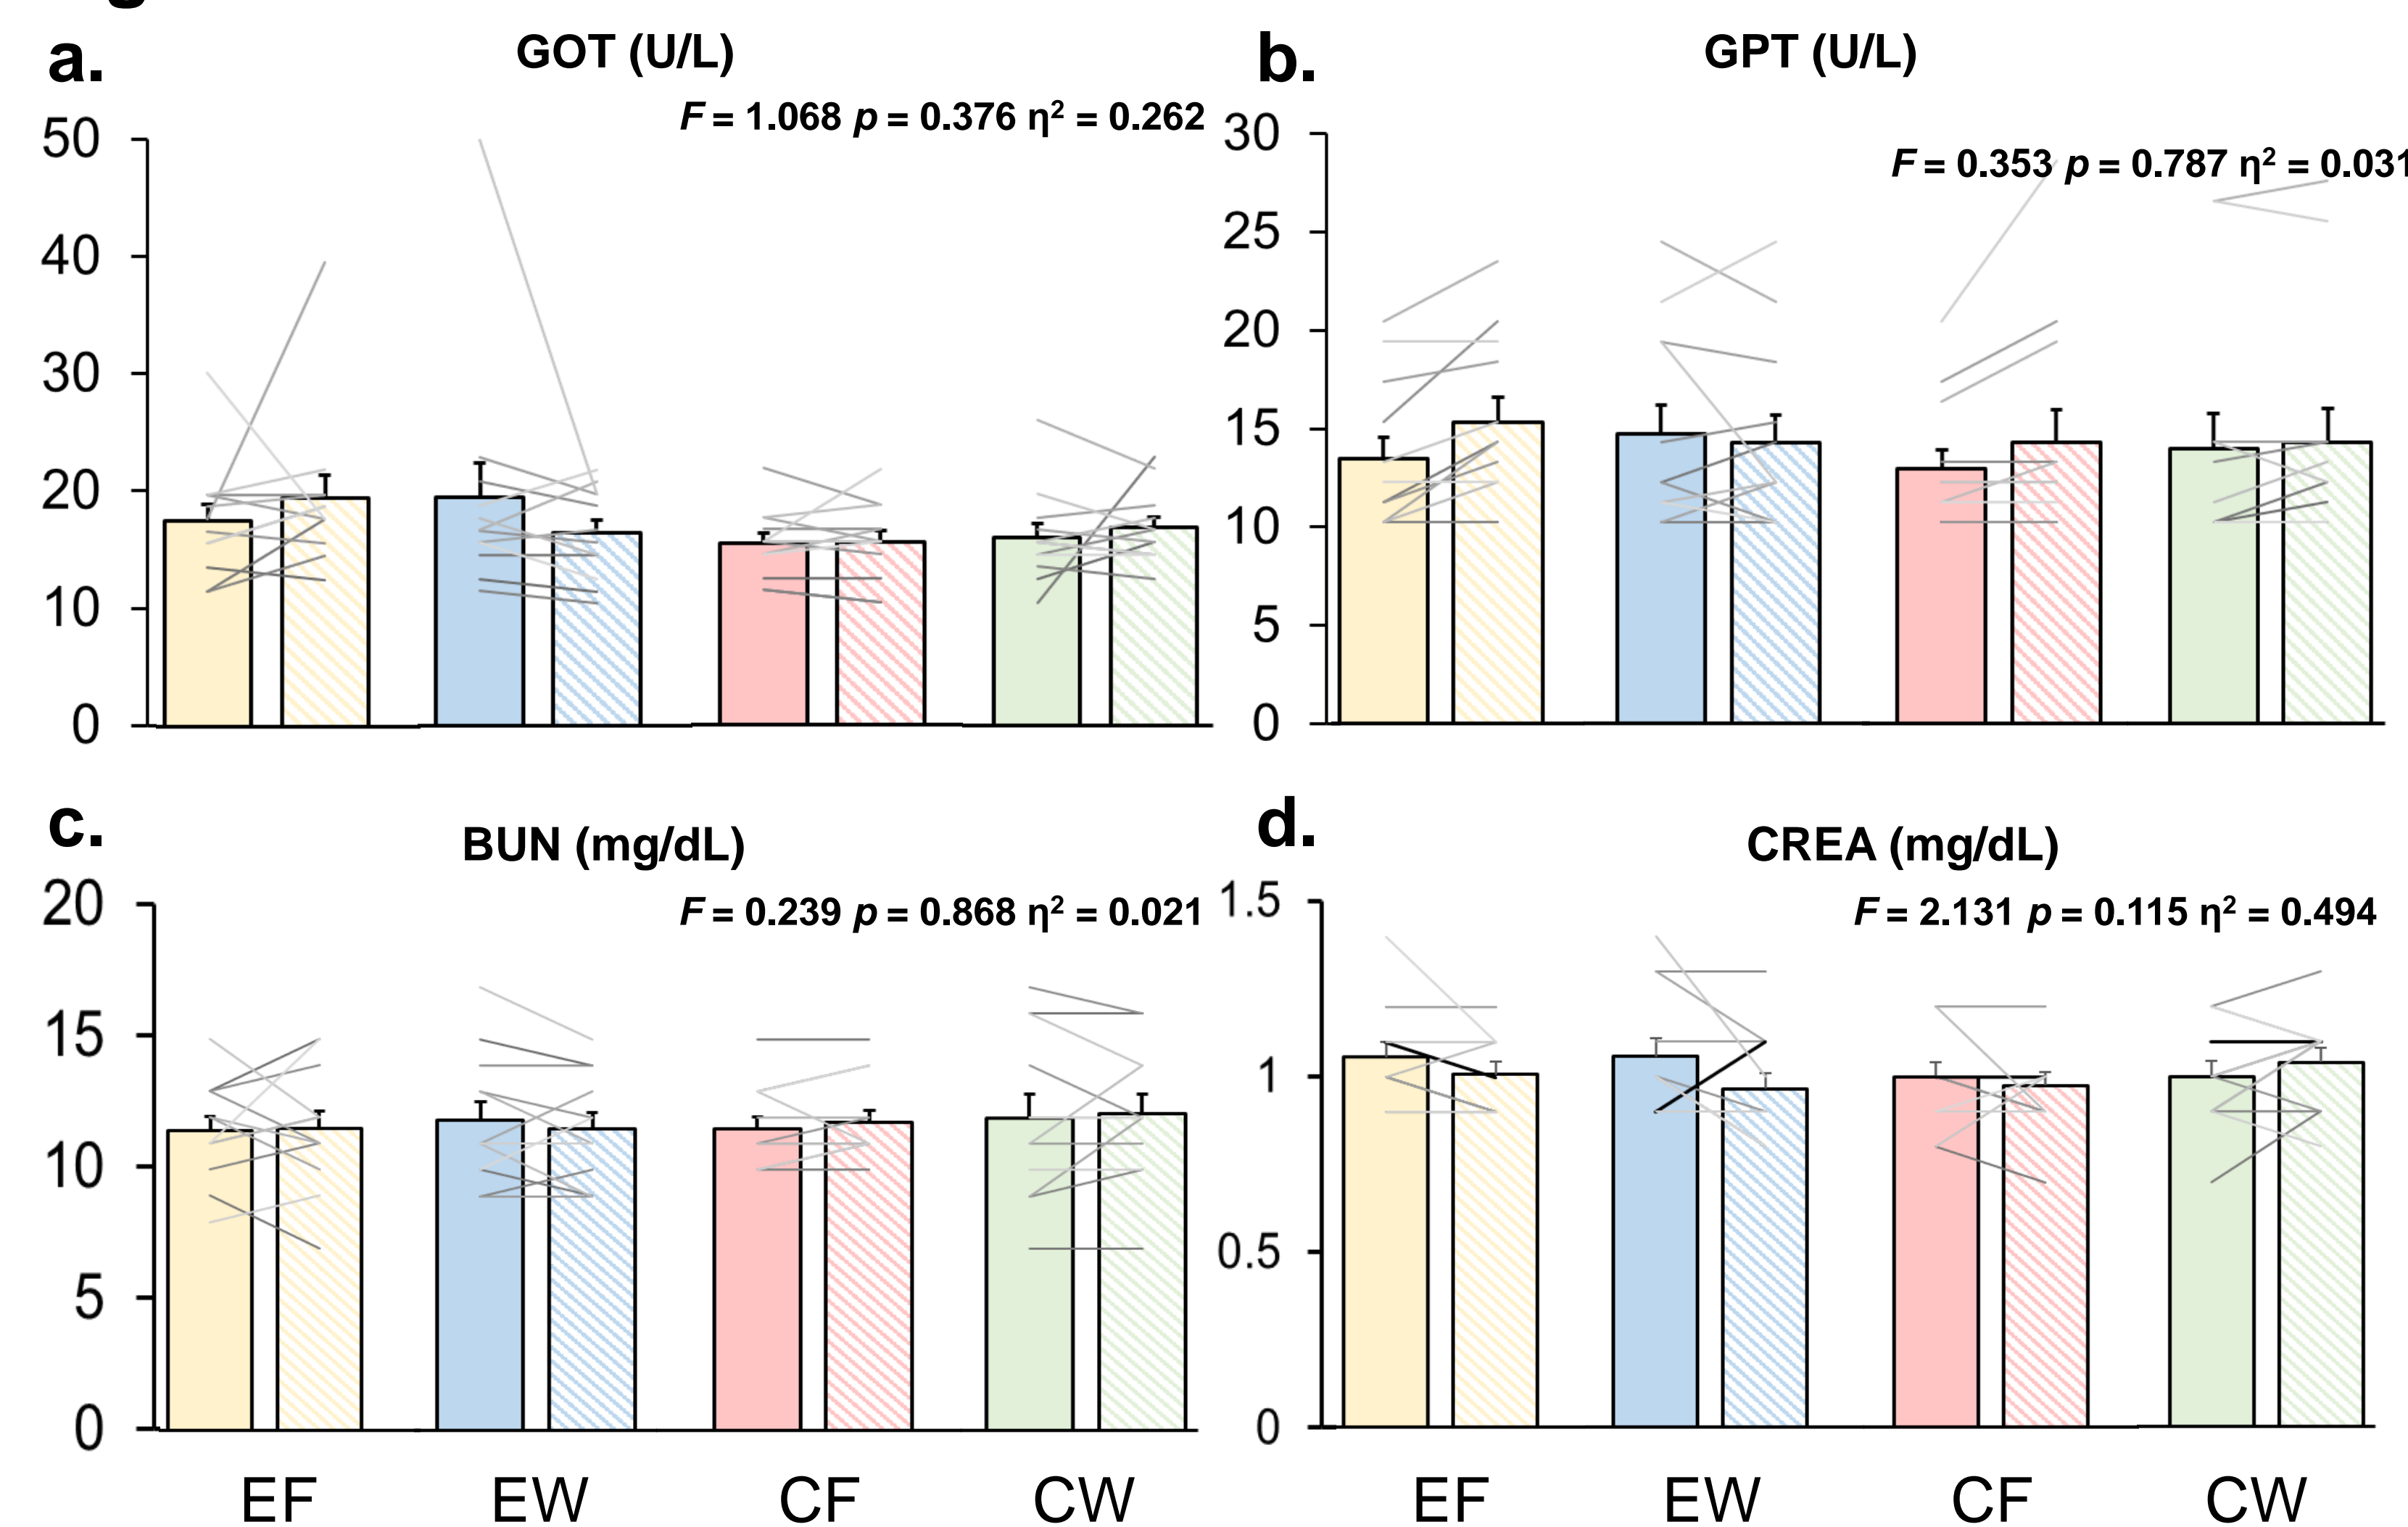 a.
GOT (U/L)
F = 1.068 p = 0.376 η² = 0.262
50
40
30
20
10
0
b.
GPT (U/L)
F = 0.353 p = 0.787 η² = 0.031
30
25
20
15
10
5
0
c.
BUN (mg/dL)
F = 0.239 p = 0.868 η² = 0.021
20
15
10
5
0
EF EW CF CW
d.
CREA (mg/dL)
F = 2.131 p = 0.115 η² = 0.494
1.5
1
0.5
0
EF EW CF CW